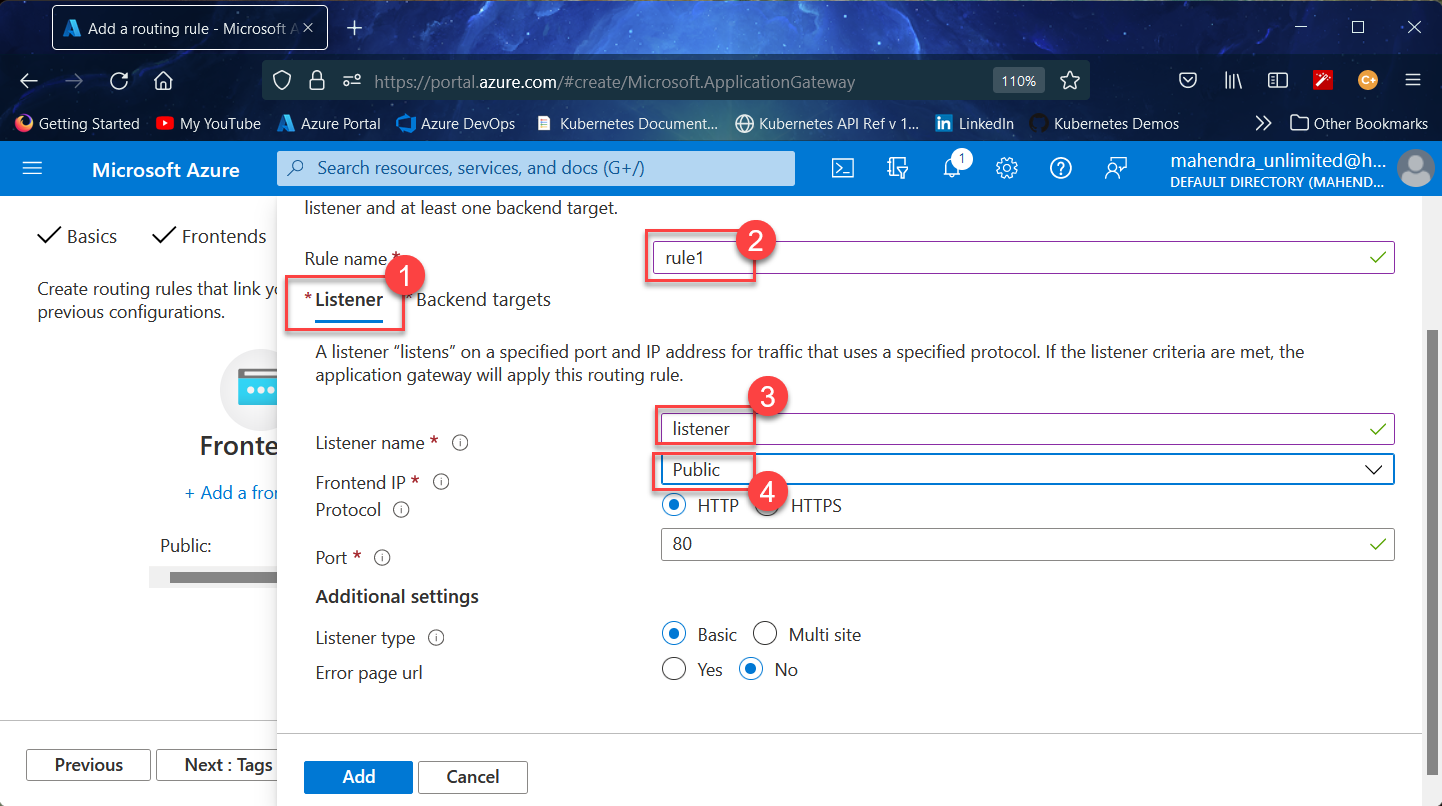 Add a routing rule - Microsoft A
https://portal.azure.com/#create/Microsoft.ApplicationGateway
110%
Getting Started
My YouTube
Azure Portal
Azure DevOps
Kubernetes Document...
Kubernetes API Ref v 1...
LinkedIn
Kubernetes Demos
Other Bookmarks
Microsoft Azure
Search resources, services, and docs (G+/)
1
mahendra_unlimited@h...
DEFAULT DIRECTORY (MAHEND...
Basics
Frontends
Create routing rules that link yo
previous configurations.
Fronte
+ Add a fron
Public:
Previous
Next : Tags
listener and at least one backend target.
Rule name *
rule1
2
1
* Listener
* Backend targets
A listener “listens” on a specified port and IP address for traffic that uses a specified protocol. If the listener criteria are met, the
application gateway will apply this routing rule.
3
Listener name *
listener
Frontend IP *
Public
4
Protocol
HTTP
HTTPS
Port *
80
Additional settings
Listener type
Basic
Multi site
Error page url
Yes
No
Add
Cancel